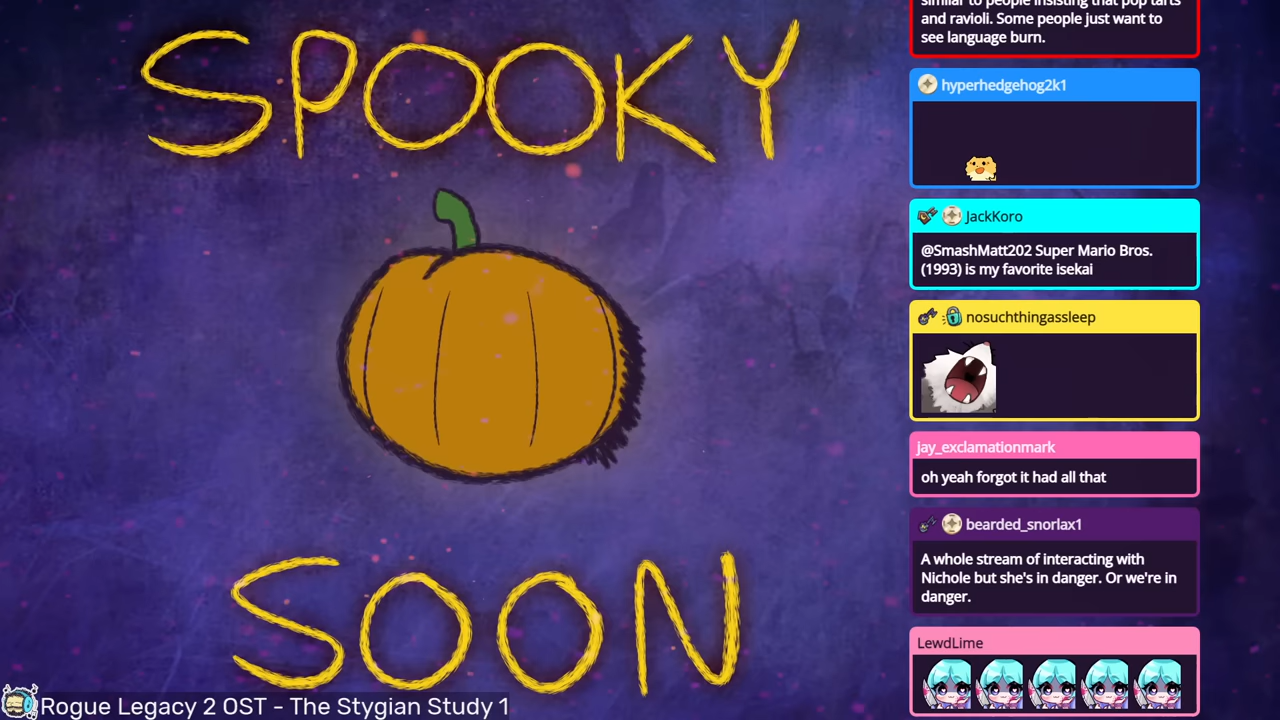 SPOOKY
SOON
Rogue Legacy 2 OST - The Stygian Study 1
similar to people insisting that pop tarts
and ravioli. Some people just want to
see language burn.
hyperhedgehog2k1
JackKoro
@SmashMatt202 Super Mario Bros.
(1993) is my favorite isekai
nosuchthingassleep
jay_exclamationmark
oh yeah forgot it had all that
bearded_snorlax1
A whole stream of interacting with
Nichole but she's in danger. Or we're in
danger.
LewdLime